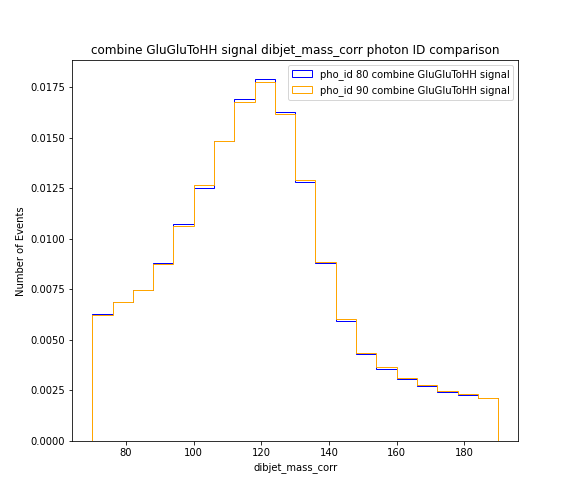 combine GluGluToHH signal dibjet_mass_corr photon ID comparison
pho_id 80 combine GluGluToHH signal
pho_id 90 combine GluGluToHH signal
Number of Events
0.0175
0.0150
0.0125
0.0100
0.0075
0.0050
0.0025
0.0000
80 100 120 140 160 180
dibjet_mass_corr